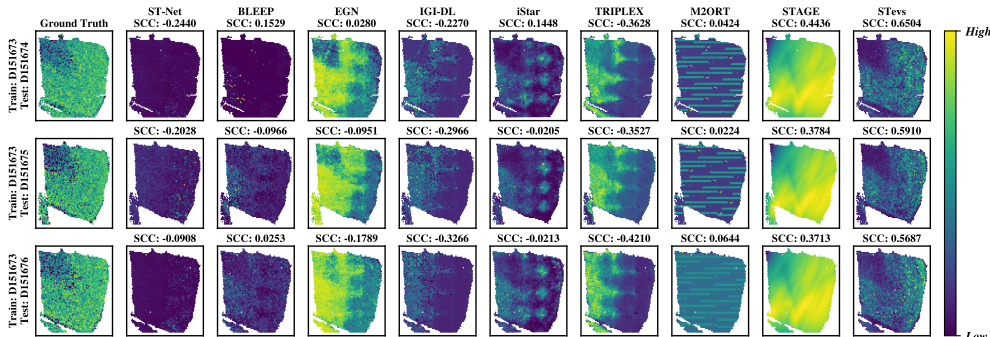 ST-Net BLEEP EGN IGI-DL iStar TRIPLEX M2ORT STAGE STevs
Ground Truth SCC: -0.2440 SCC: 0.1529 SCC: 0.0280 SCC: -0.2270 SCC: 0.1448 SCC: -0.3628 SCC: 0.0424 SCC: 0.4436 SCC: 0.6504
High
Train: D151673
Test: D151674
SCC: -0.2028 SCC: -0.0966 SCC: -0.0951 SCC: -0.2966 SCC: -0.0205 SCC: -0.3527 SCC: 0.0224 SCC: 0.3784 SCC: 0.5910
Train: D151673
Test: D151675
SCC: -0.0908 SCC: 0.0253 SCC: -0.1789 SCC: -0.3266 SCC: -0.0213 SCC: -0.4210 SCC: 0.0644 SCC: 0.3713 SCC: 0.5687
Train: D151673
Test: D151676
Low